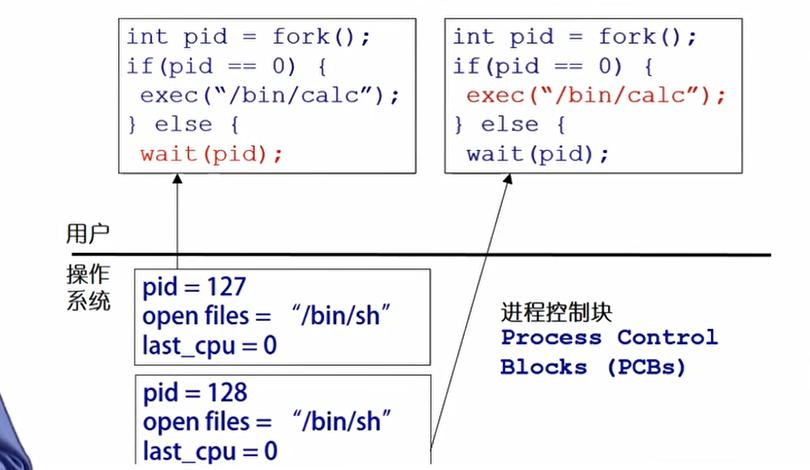 int pid = fork();
if(pid == 0) {
exec(“/bin/calc”);
} else {
wait(pid);
int pid = fork();
if(pid == 0) {
exec(“/bin/calc”);
} else {
wait(pid);
用户
操作
系统
pid = 127
open files = “/bin/sh”
last_cpu = 0
进程控制块
Process Control
Blocks (PCBs)
pid = 128
open files = “/bin/sh”
last_cpu = 0